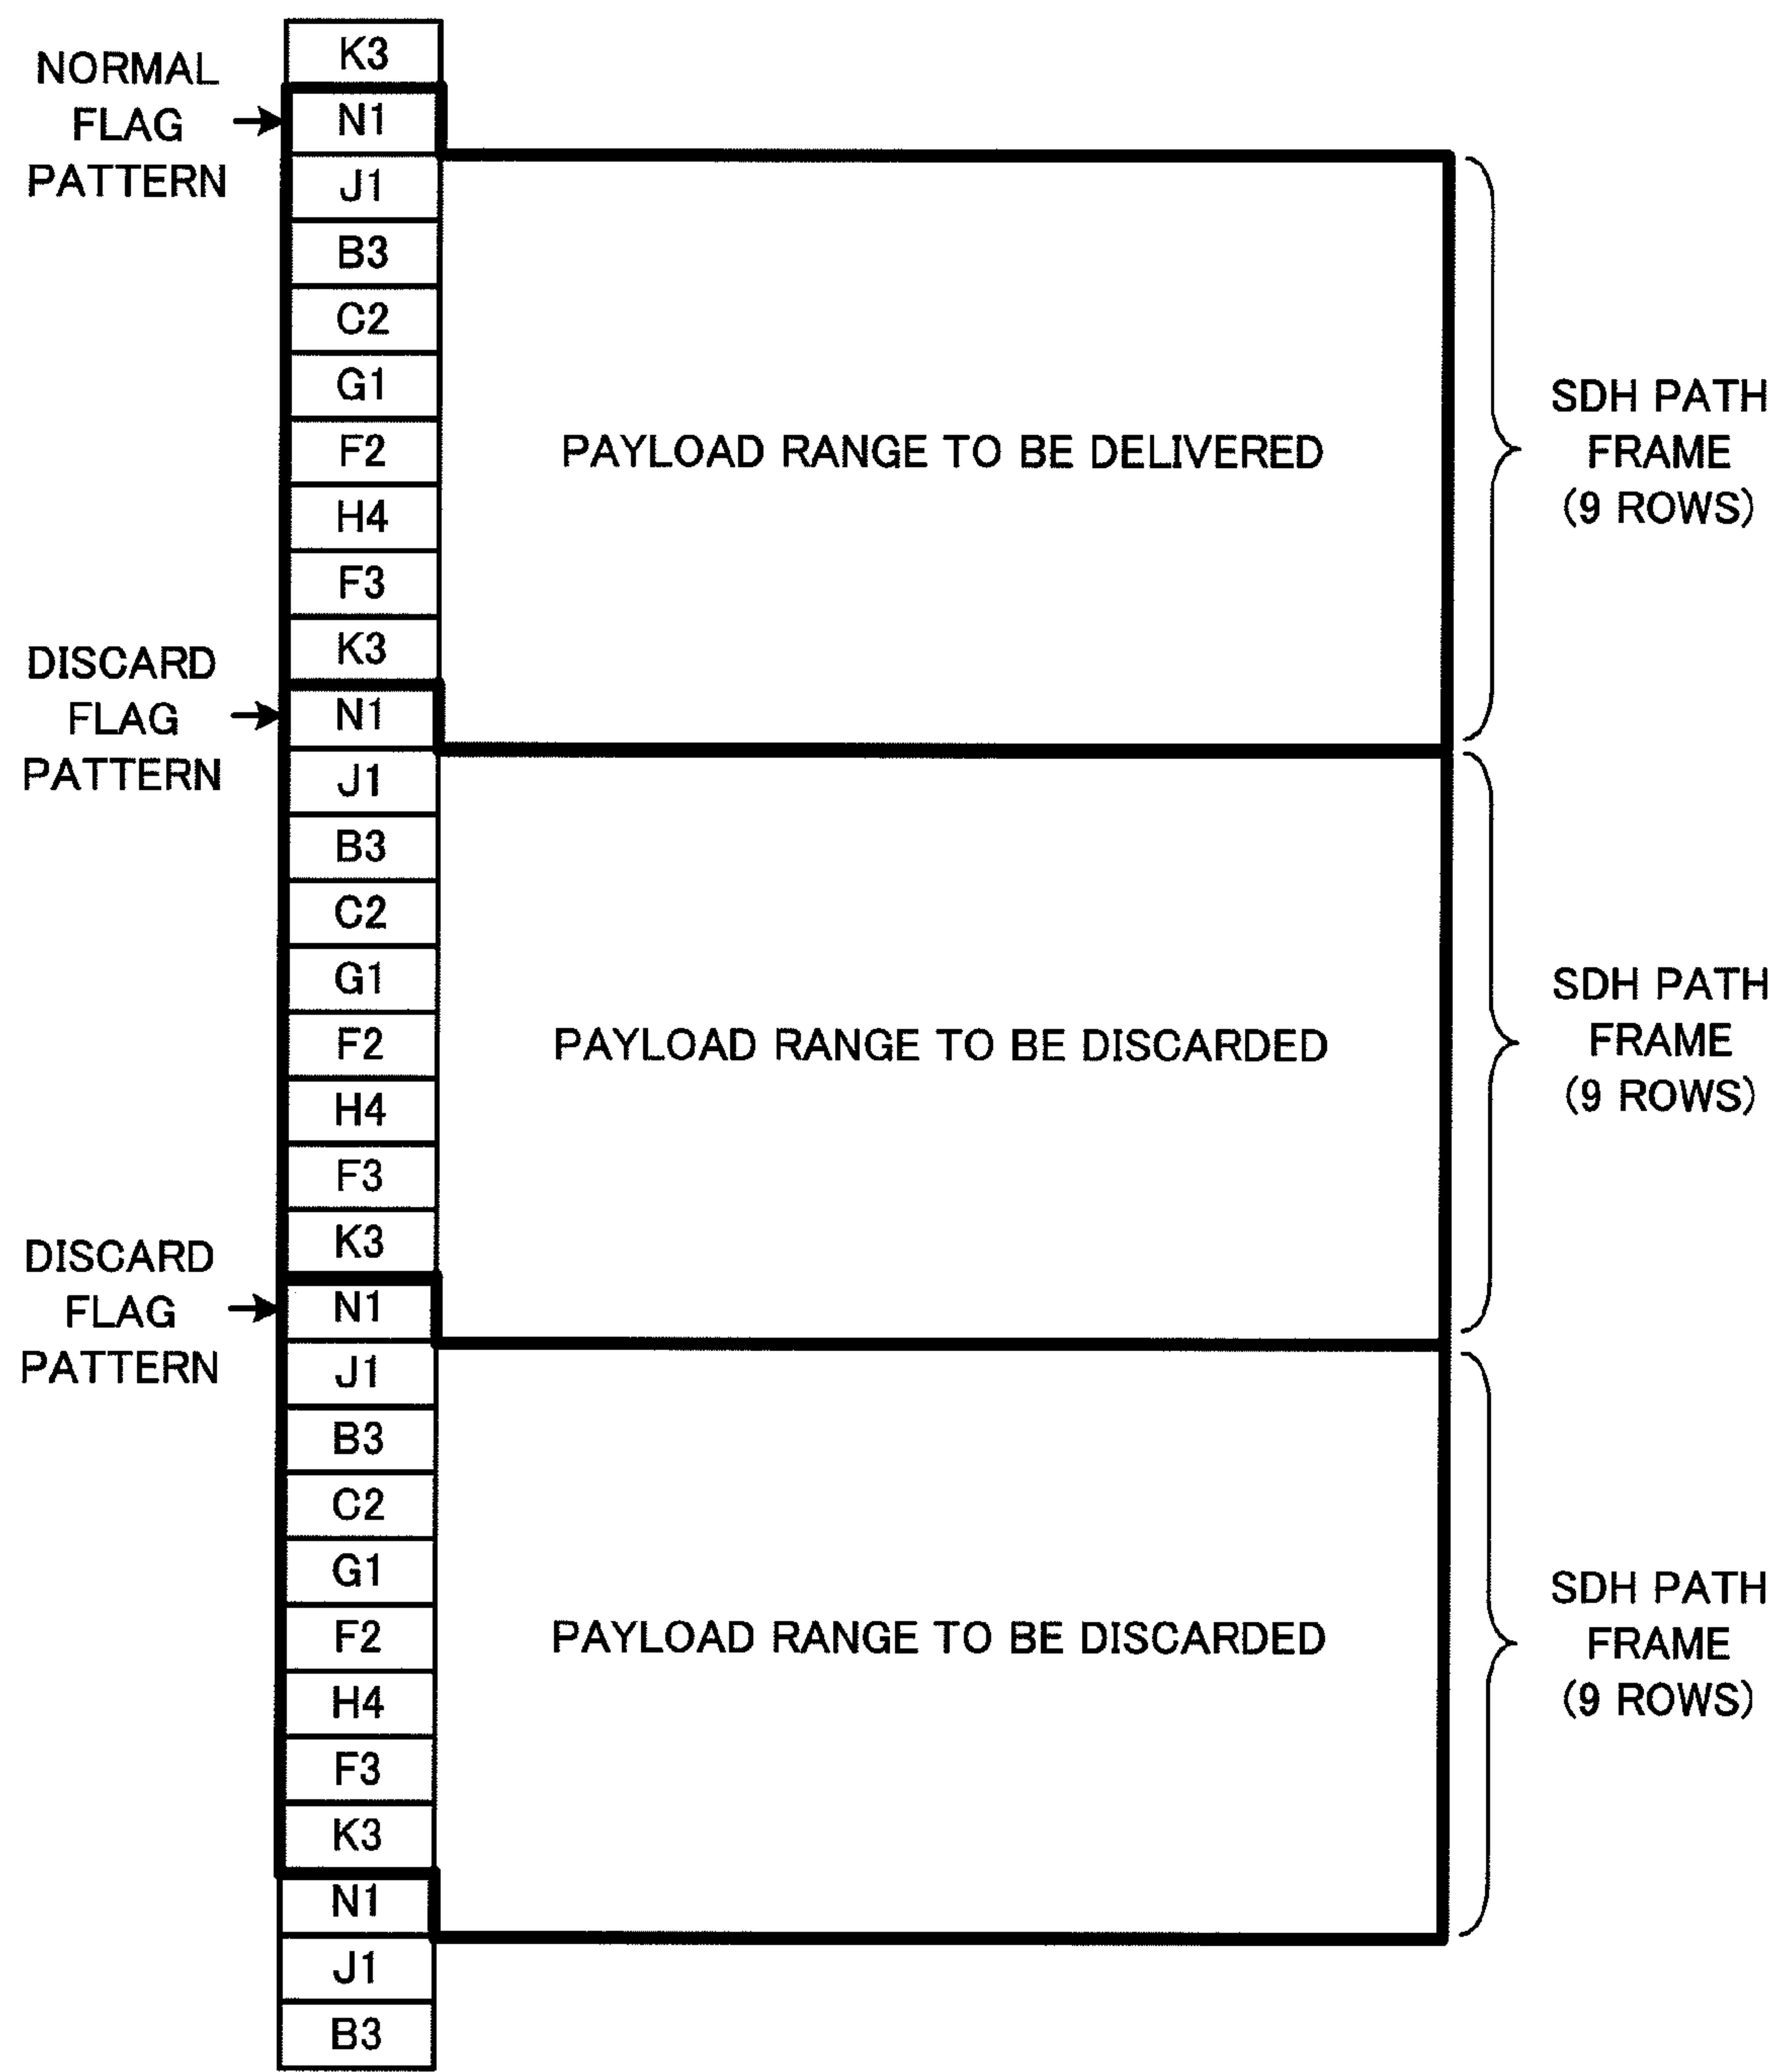 K3
NORMAL
FLAG
PATTERN
N1
J1
B3
C2
G1
F2
H4
F3
K3
PAYLOAD RANGE TO BE DELIVERED
SDH PATH
FRAME
(9 ROWS)
DISCARD
FLAG
PATTERN
N1
J1
B3
C2
G1
F2
H4
F3
K3
PAYLOAD RANGE TO BE DISCARDED
SDH PATH
FRAME
(9 ROWS)
DISCARD
FLAG
PATTERN
N1
J1
B3
C2
G1
F2
H4
F3
K3
PAYLOAD RANGE TO BE DISCARDED
SDH PATH
FRAME
(9 ROWS)
N1
J1
B3